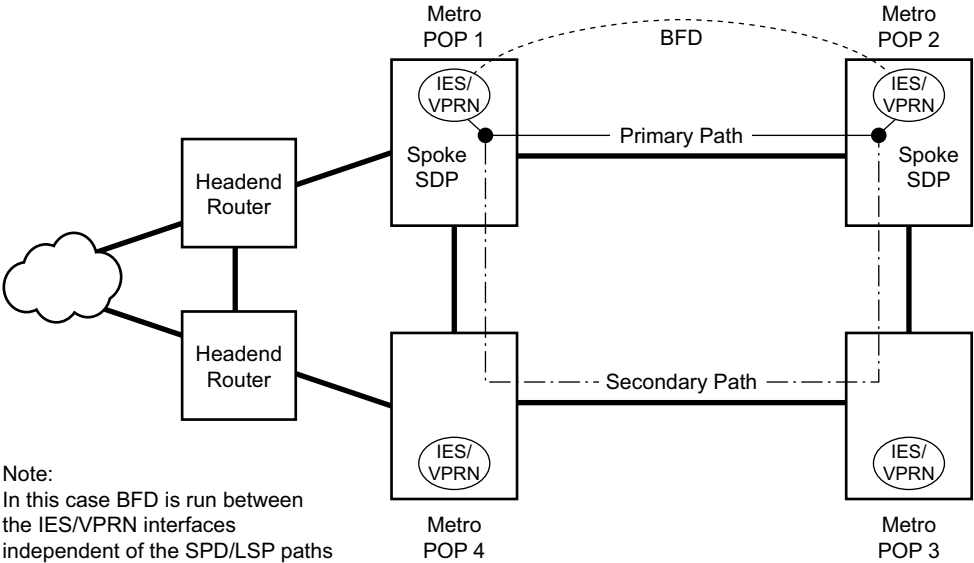 Metro
POP 1
Metro
POP 2
BFD
IES/
VPRN
IES/
VPRN
Primary Path
Spoke
SDP
Spoke
SDP
Headend
Router
Headend
Router
Secondary Path
IES/
VPRN
IES/
VPRN
Note:
In this case BFD is run between
the IES/VPRN interfaces
independent of the SPD/LSP paths
Metro
POP 4
Metro
POP 3